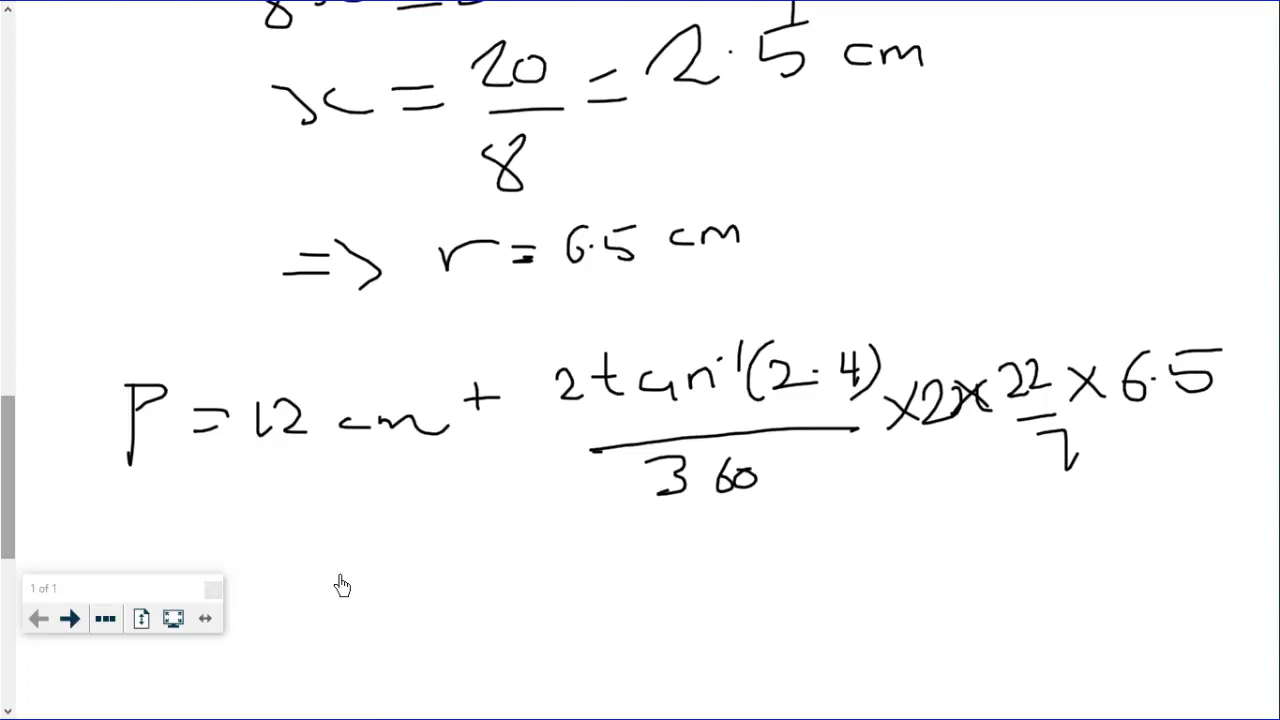 x = 20/8 = 2.5 cm
=> r = 6.5 cm
P = 12 cm + 2tan⁻¹(2.4)/360 × 2 × 22/7 × 6.5
1 of 1